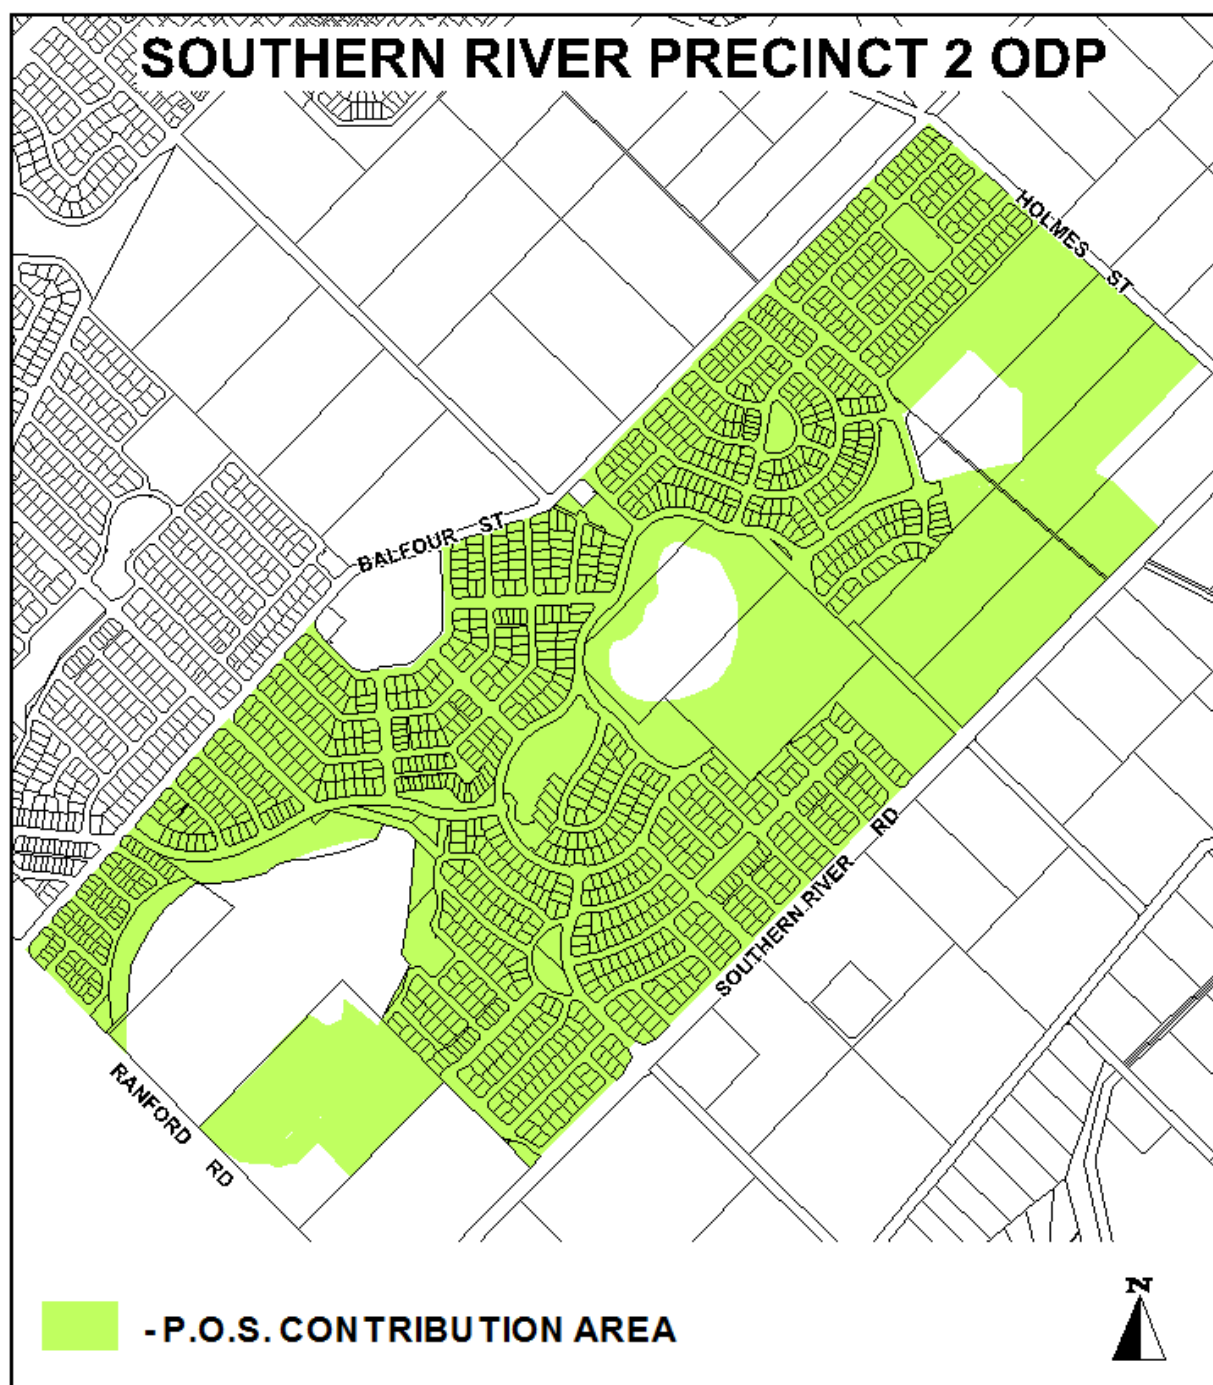 SOUTHERN RIVER PRECINCT 2 ODP
HOLMES ST
BALFOUR ST
SOUTHERN RIVER RD
RANFORD RD
N
- P.O.S. CONTRIBUTION AREA